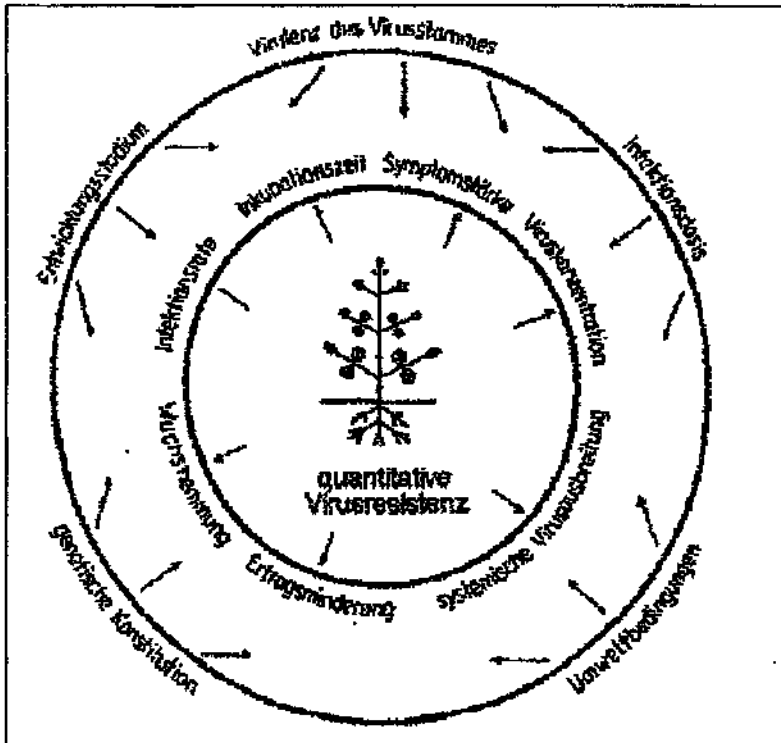 Virulenz des Virusstammes
Entwicklungsstadium
Infektionsdosis
Inkubationszeit
Symptomstärke
Infektionsrate
Viruskonzentration
Wuchshemmung
systemische Virusausbreitung
Ertragsminderung
quantitative
Virusresistenz
genetische Konstitution
Umweltbedingungen